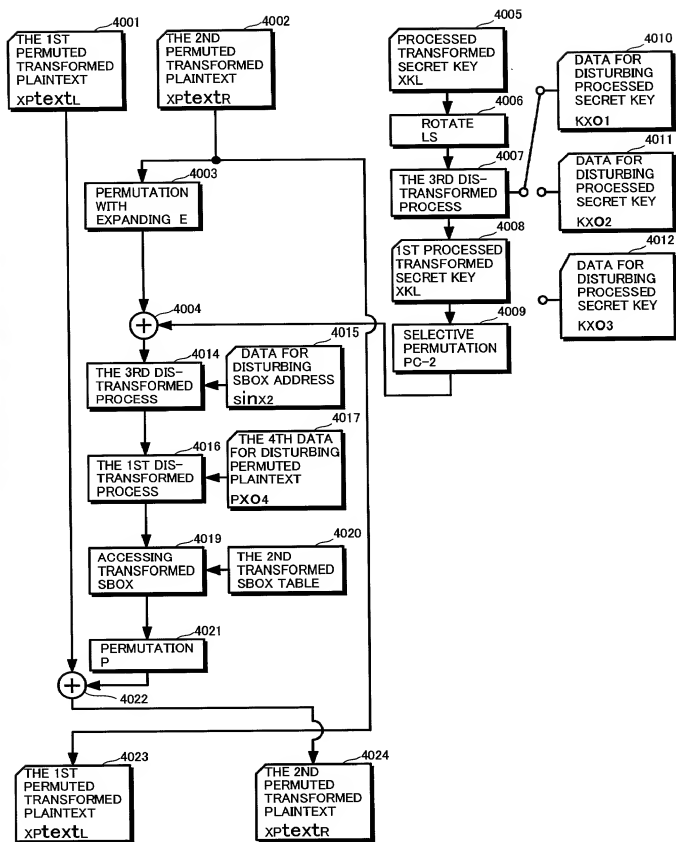 4001
THE 1ST
PERMUTED
TRANSFORMED
PLAINTEXT
XPtextL
4002
THE 2ND
PERMUTED
TRANSFORMED
PLAINTEXT
XPtextR
4003
PERMUTATION
WITH
EXPANDING E
4004
4005
PROCESSED
TRANSFORMED
SECRET KEY
XKL
4006
ROTATE
LS
4007
THE 3RD DIS-
TRANSFORMED
PROCESS
4008
1ST PROCESSED
TRANSFORMED
SECRET KEY
XKL
4009
SELECTIVE
PERMUTATION
PC-2
4010
DATA FOR
DISTURBING
PROCESSED
SECRET KEY
KXO1
4011
DATA FOR
DISTURBING
PROCESSED
SECRET KEY
KXO2
4012
DATA FOR
DISTURBING
PROCESSED
SECRET KEY
KXO3
4014
THE 3RD DIS-
TRANSFORMED
PROCESS
4015
DATA FOR
DISTURBING
SBOX ADDRESS
sinX2
4016
THE 1ST DIS-
TRANSFORMED
PROCESS
4017
THE 4TH DATA
FOR DISTURBING
PERMUTED
PLAINTEXT
PXO4
4019
ACCESSING
TRANSFORMED
SBOX
4020
THE 2ND
TRANSFORMED
SBOX TABLE
4021
PERMUTATION
P
4022
4023
THE 1ST
PERMUTED
TRANSFORMED
PLAINTEXT
XPtextL
4024
THE 2ND
PERMUTED
TRANSFORMED
PLAINTEXT
XPtextR